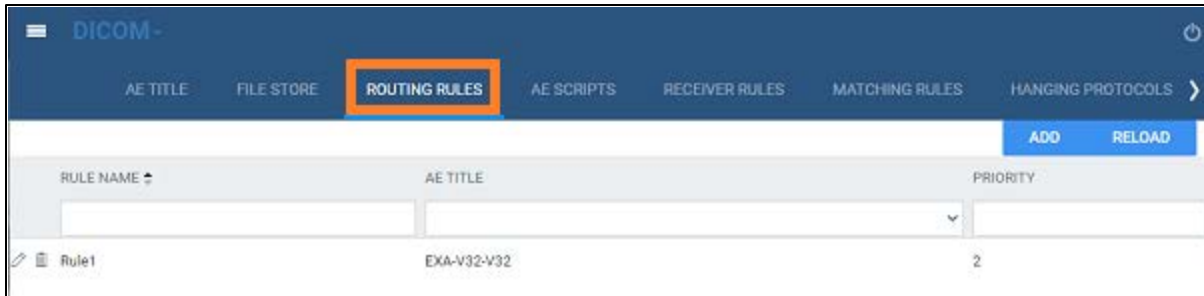 DICOM-
AE TITLE FILE STORE ROUTING RULES AE SCRIPTS RECEIVER RULES MATCHING RULES HANGING PROTOCOLS
ADD RELOAD
RULE NAME AE TITLE PRIORITY
Rule1 EXA-V32-V32 2